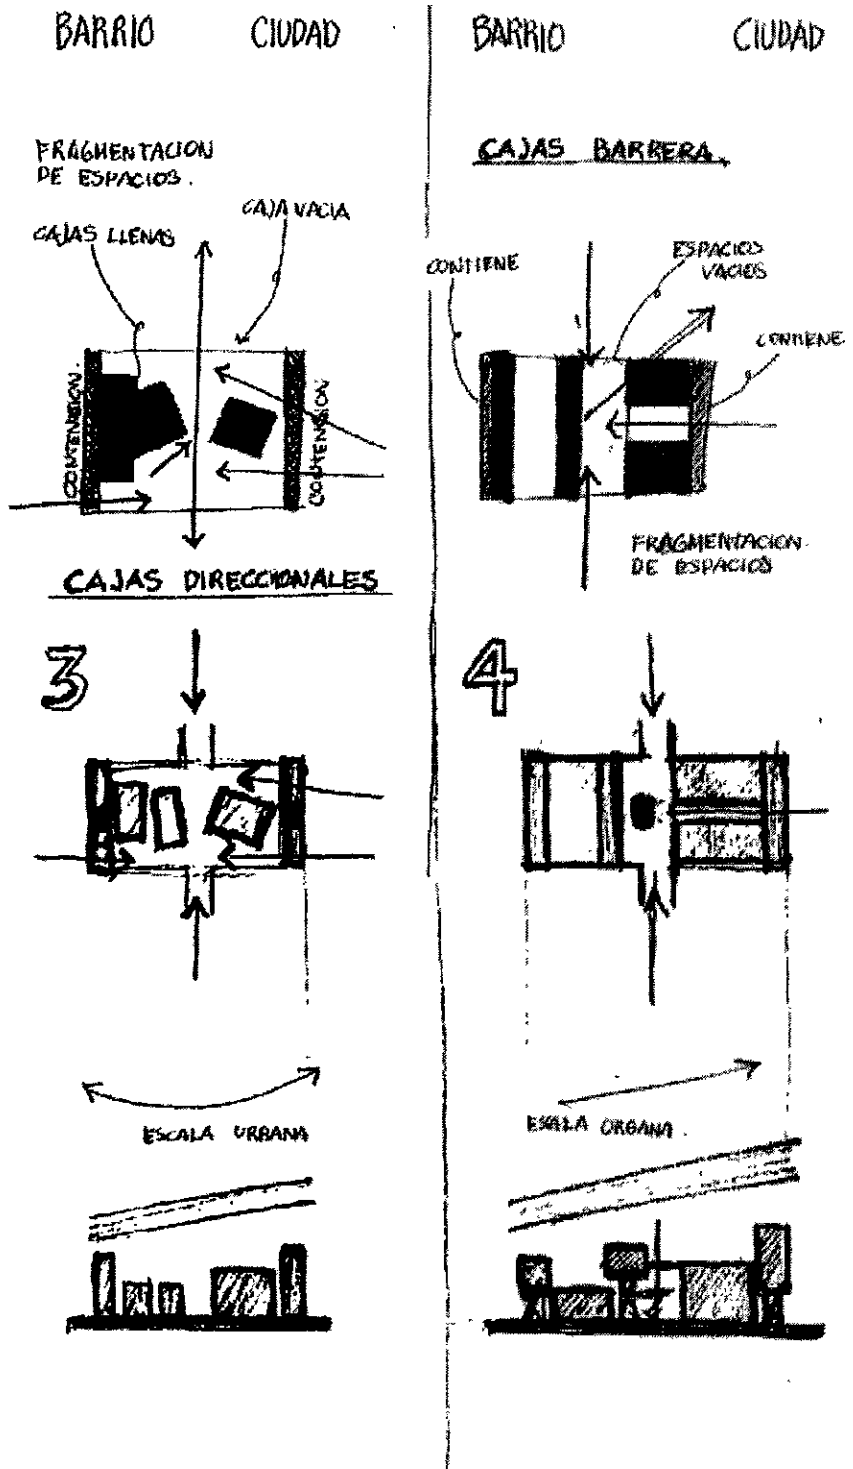 BARRIO CIUDAD
FRAGMENTACION
DE ESPACIOS.
CAJAS LLENAS
CAJA VACIA
CONTENSION.
CONTENSION
CAJAS DIRECCIONALES
3
ESCALA URBANA
BARRIO CIUDAD
CAJAS BARRERA.
CONTIENE
ESPACIOS
VACIOS
CONTIENE
FRAGMENTACION
DE ESPACIOS
4
ESCALA URBANA.